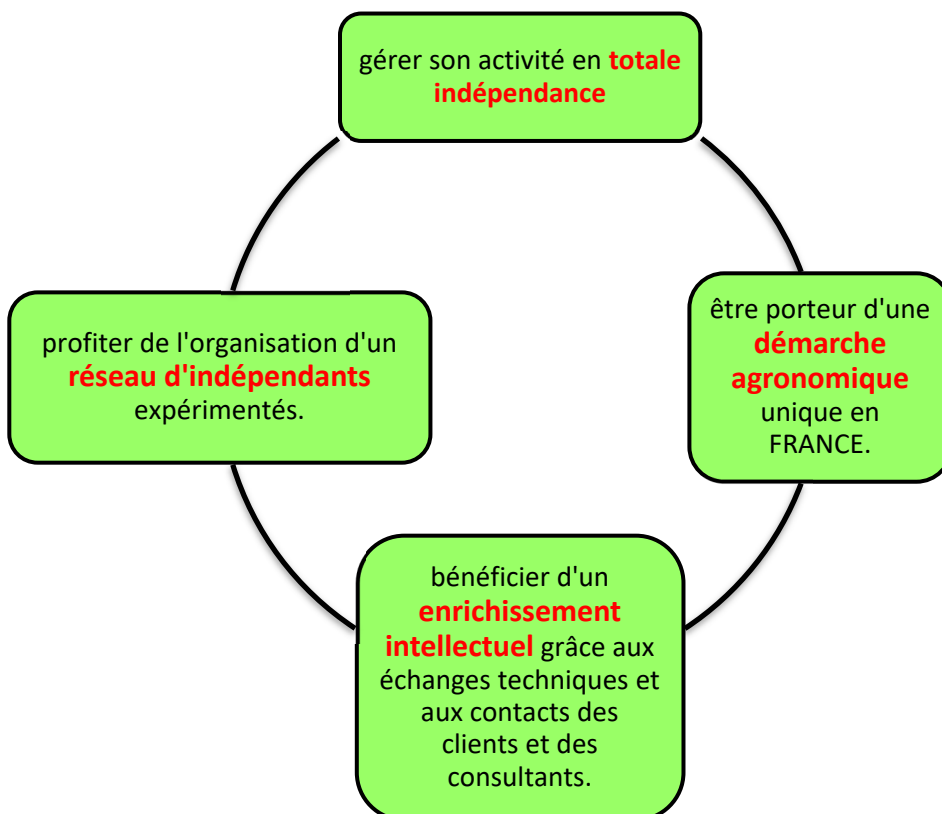 gérer son activité en totale
indépendance
être porteur d'une
démarche
agronomique
unique en
FRANCE.
bénéficier d'un
enrichissement
intellectuel grâce aux
échanges techniques et
aux contacts des
clients et des
consultants.
profiter de l'organisation d'un
réseau d'indépendants
expérimentés.